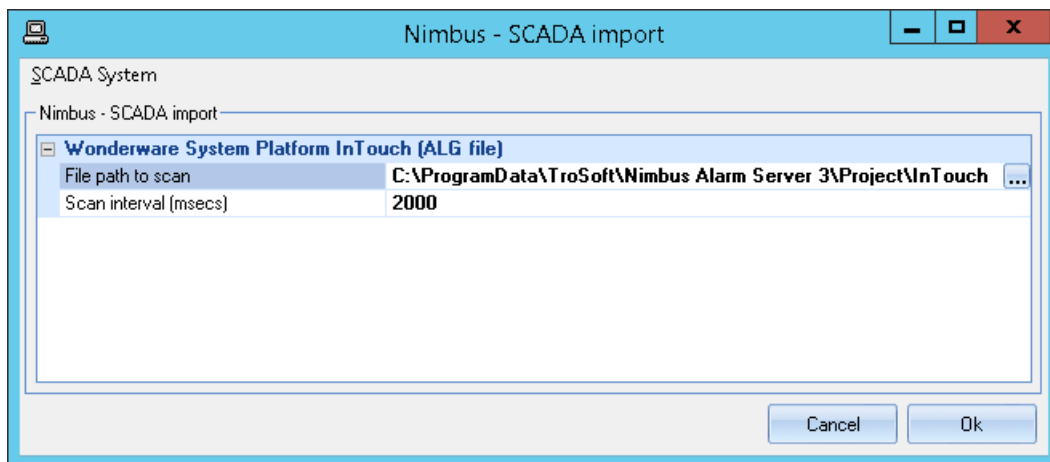 Nimbus - SCADA import
SCADA System
Nimbus - SCADA import
Wonderware System Platform InTouch (ALG file)
File path to scan C:\ProgramData\TroSoft\Nimbus Alarm Server 3\Project\InTouch ...
Scan interval (msecs) 2000
Cancel Ok